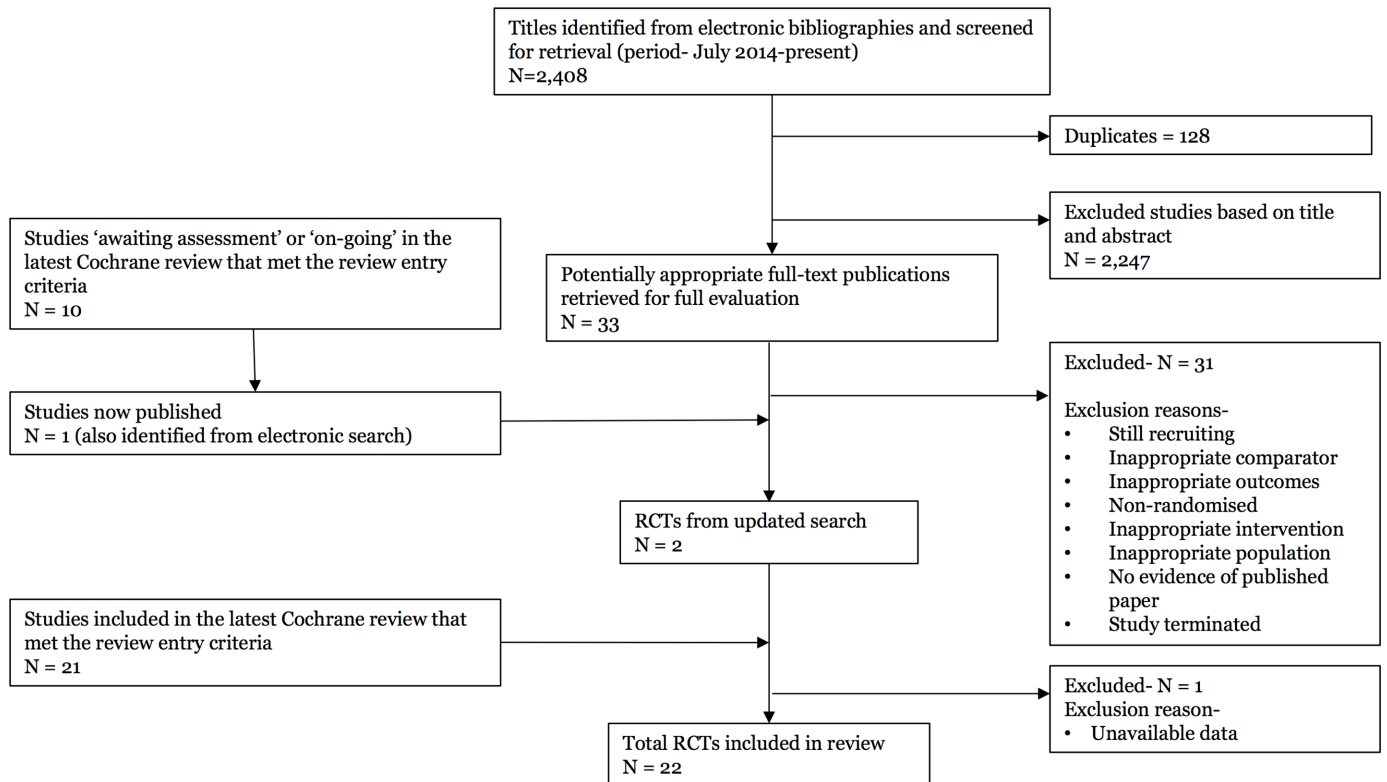 Titles identified from electronic bibliographies and screened
for retrieval (period- July 2014-present)
N=2,408
Duplicates = 128
Excluded studies based on title
and abstract
N = 2,247
Studies ‘awaiting assessment’ or ‘on-going’ in the
latest Cochrane review that met the review entry
criteria
N = 10
Potentially appropriate full-text publications
retrieved for full evaluation
N = 33
Excluded- N = 31
Exclusion reasons-
• Still recruiting
• Inappropriate comparator
• Inappropriate outcomes
• Non-randomised
• Inappropriate intervention
• Inappropriate population
• No evidence of published
paper
• Study terminated
Studies now published
N = 1 (also identified from electronic search)
RCTs from updated search
N = 2
Studies included in the latest Cochrane review that
met the review entry criteria
N = 21
Excluded- N = 1
Exclusion reason-
• Unavailable data
Total RCTs included in review
N = 22